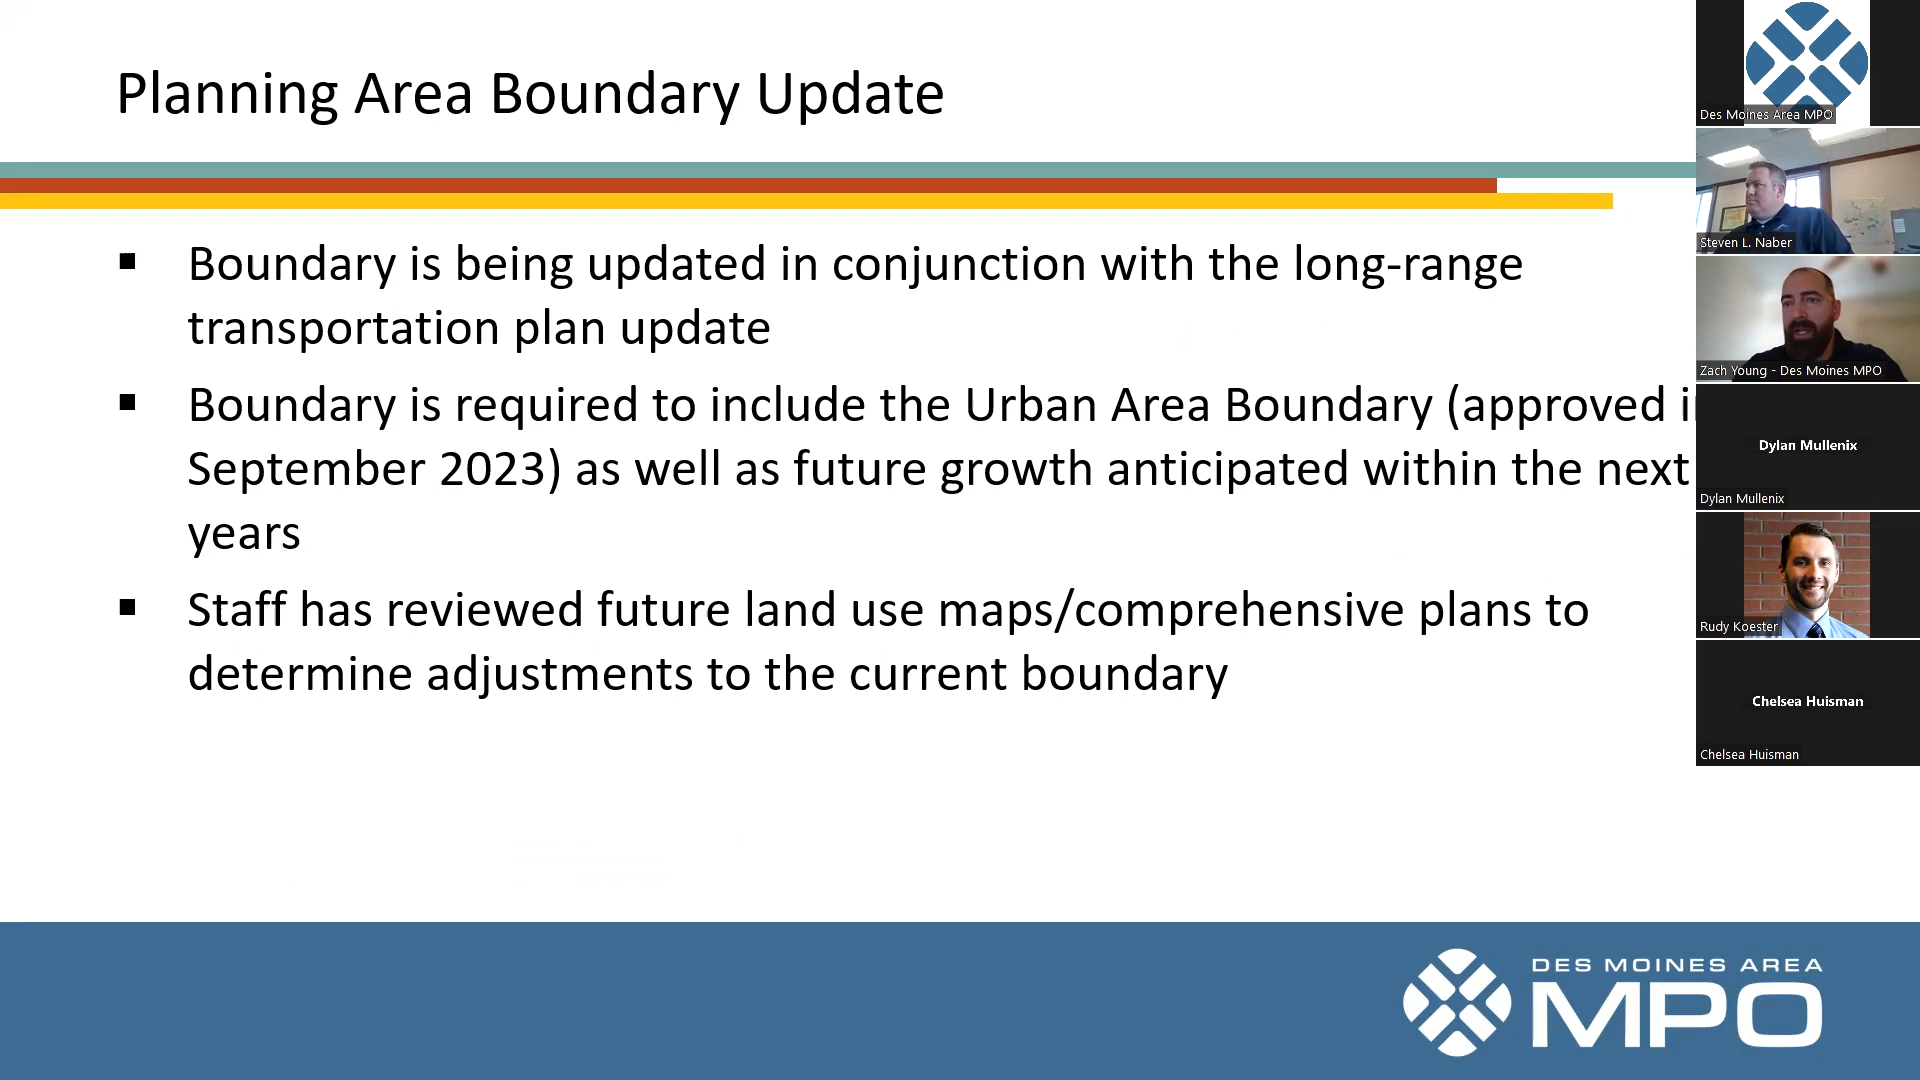 Planning Area Boundary Update
Boundary is being updated in conjunction with the long-range
transportation plan update
Boundary is required to include the Urban Area Boundary (approved
September 2023) as well as future growth anticipated within the next
years
Staff has reviewed future land use maps/comprehensive plans to
determine adjustments to the current boundary
Des Moines Area MPO
Steven L. Naber
Zach Young - Des Moines MPO
Dylan Mullenix
Dylan Mullenix
Rudy Koester
Chelsea Huisman
Chelsea Huisman
DES MOINES AREA
MPO